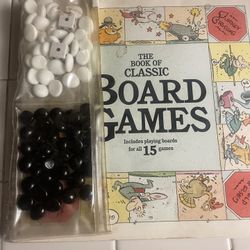 THE
BOOK OF
CLASSIC
BOARD
GAMES
Includes playing boards
for all 15 games